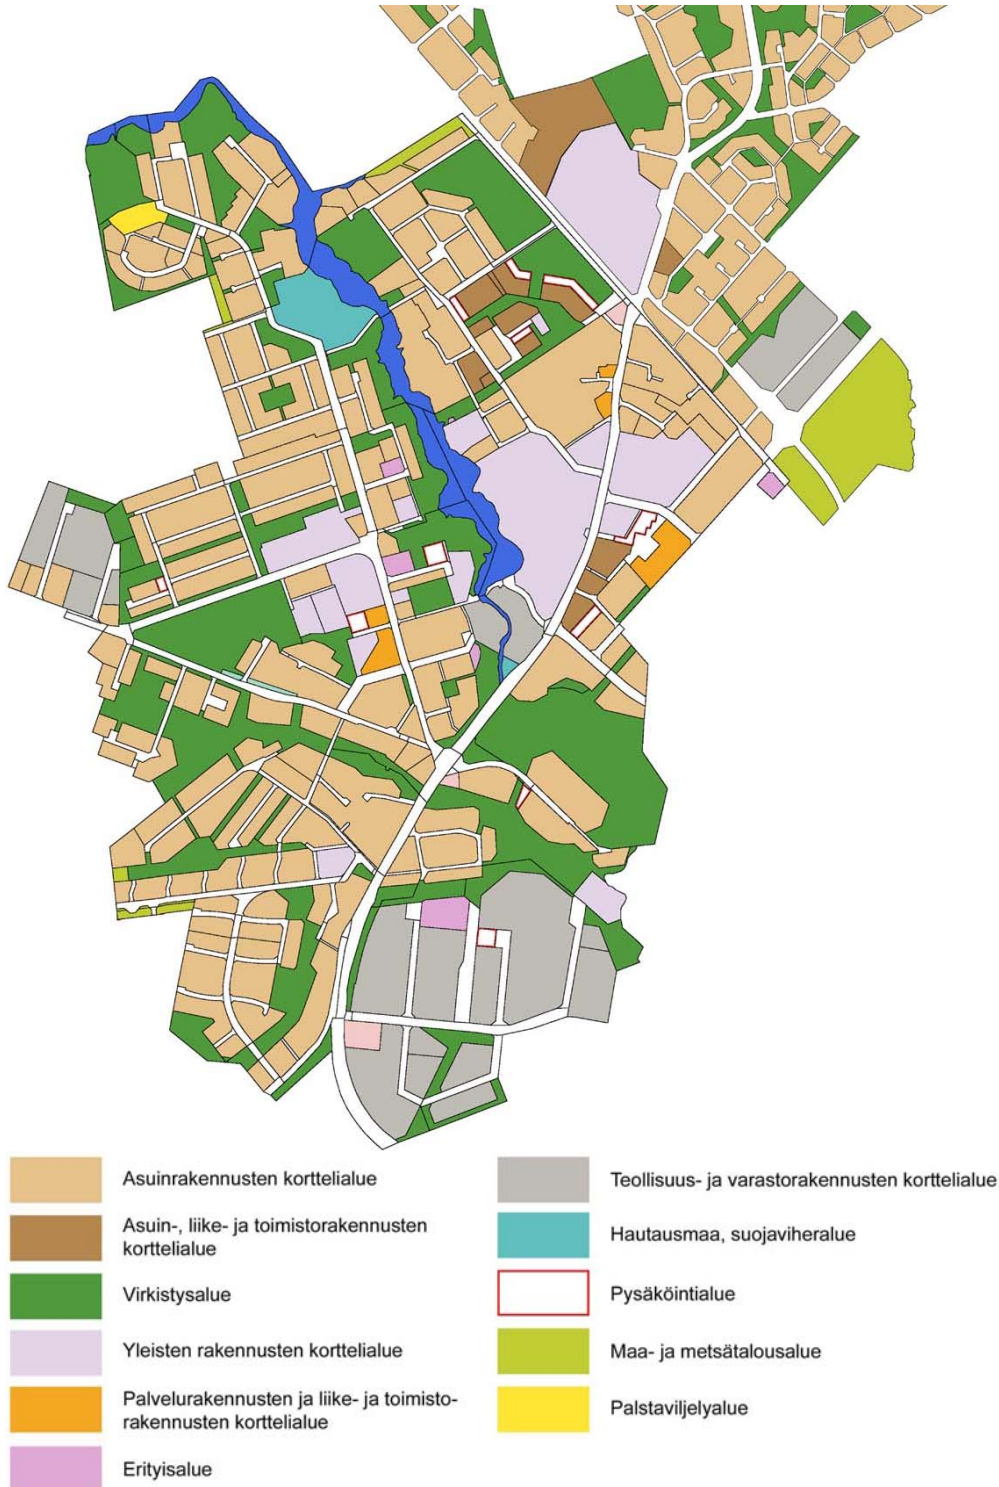 Asuinrakennusten korttelialue
Asuin-, liike- ja toimistorakennusten
korttelialue
Virkistysalue
Yleisten rakennusten korttelialue
Palvelurakennusten ja liike- ja toimisto-
rakennusten korttelialue
Erityisalue
Teollisuus- ja varastorakennusten korttelialue
Hautausmaa, suojaviheralue
Pysäköintialue
Maa- ja metsätalousalue
Palstaviljelyalue